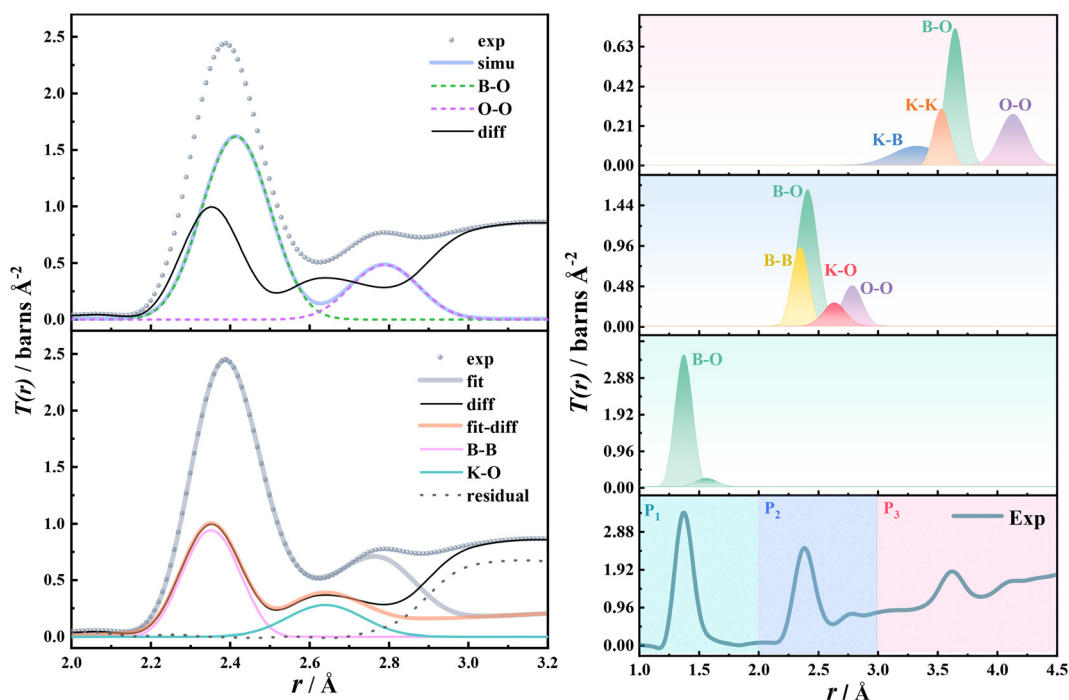 T(r) / barns Å-2
2.5
2.0
1.5
1.0
0.5
0.0
exp
simu
B-O
O-O
diff
2.5
2.0
1.5
1.0
0.5
0.0
exp
fit
diff
fit-diff
B-B
K-O
residual
2.0 2.2 2.4 2.6 2.8 3.0 3.2
r / Å
T(r) / barns Å-2
0.63
0.42
0.21
0.00
B-O
K-K
O-O
K-B
1.44
0.96
0.48
0.00
B-O
B-B
K-O
O-O
2.88
1.92
0.96
0.00
B-O
2.88
1.92
0.96
0.00
P1
P2
P3
Exp
1.0 1.5 2.0 2.5 3.0 3.5 4.0 4.5
r / Å